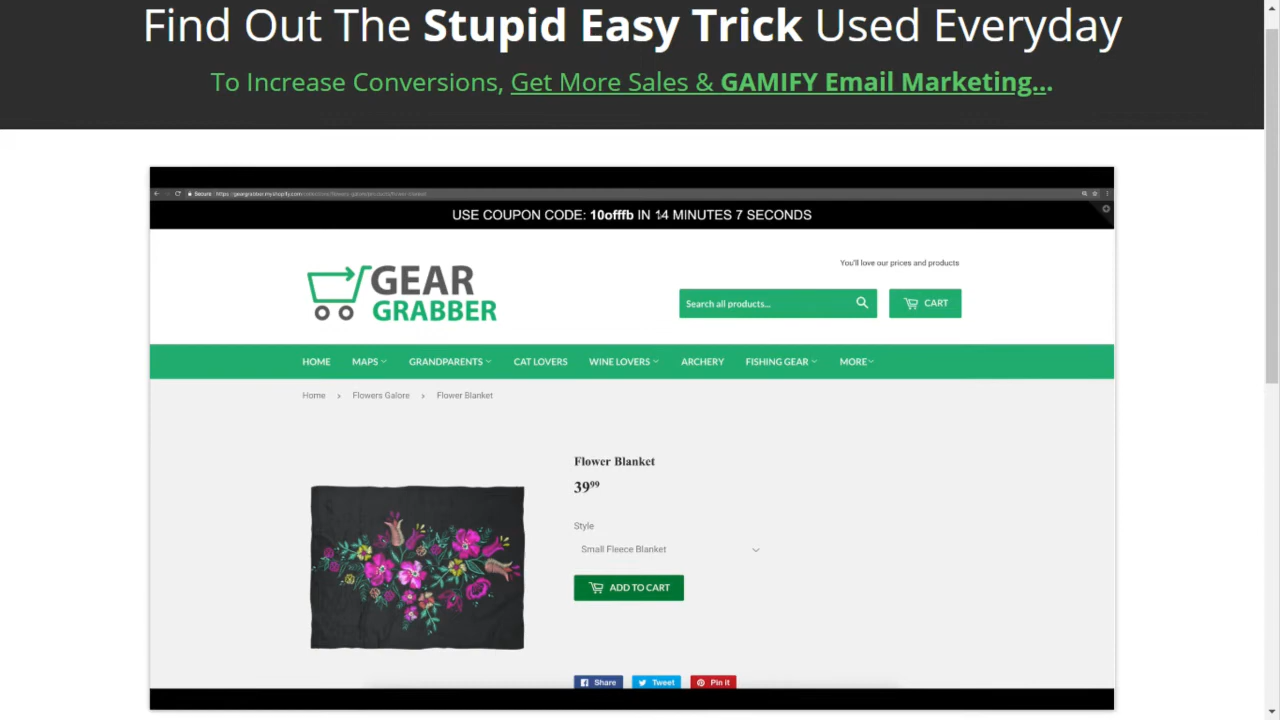 Find Out The Stupid Easy Trick Used Everyday
To Increase Conversions, Get More Sales & GAMIFY Email Marketing...
Secure
USE COUPON CODE: 10offfb IN 14 MINUTES 7 SECONDS
GEAR
GRABBER
You'll love our prices and products
Search all products...
CART
HOME MAPS GRANDPARENTS CAT LOVERS WINE LOVERS ARCHERY FISHING GEAR MORE
Home › Flowers Galore › Flower Blanket
Flower Blanket
39⁹⁹
Style
Small Fleece Blanket
ADD TO CART
Share Tweet Pin it